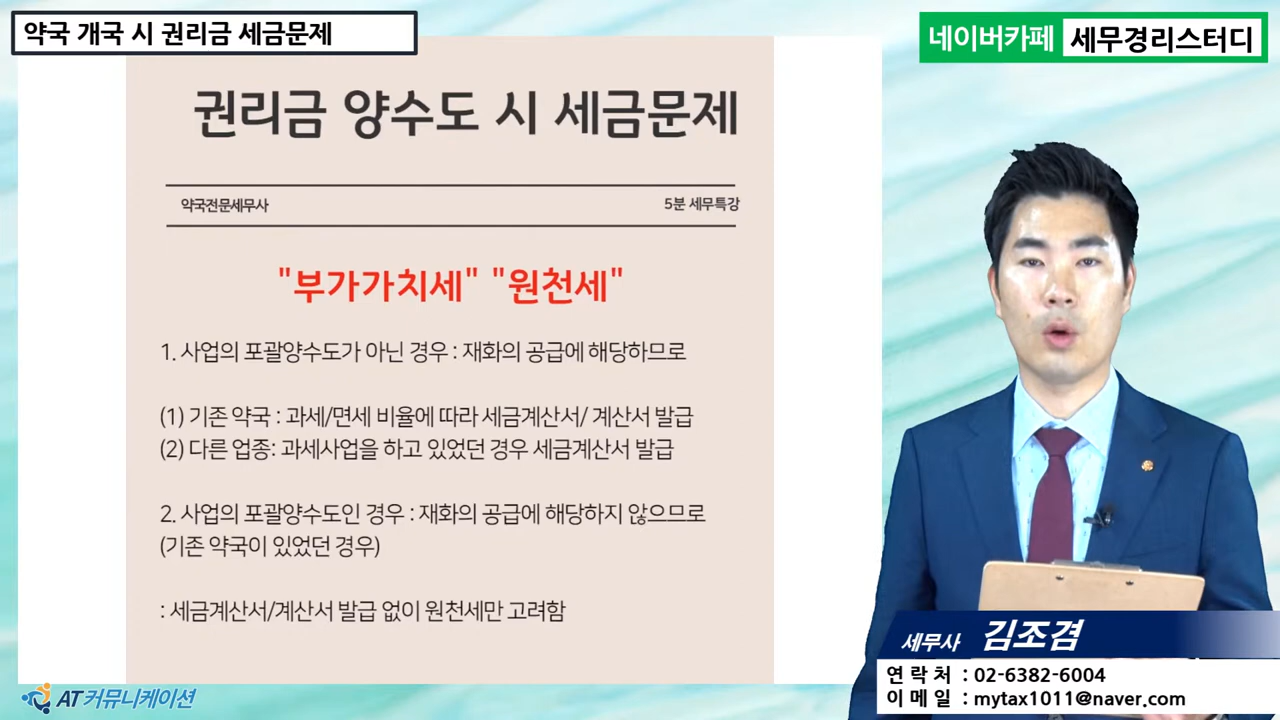 약국 개국 시 권리금 세금문제
네이버카페 세무경리스터디
권리금 양수도 시 세금문제
약국전문세무사
5분 세무특강
"부가가치세" "원천세"
1. 사업의 포괄양수도가 아닌 경우 : 재화의 공급에 해당하므로
(1) 기존 약국 : 과세/면세 비율에 따라 세금계산서/ 계산서 발급
(2) 다른 업종: 과세사업을 하고 있었던 경우 세금계산서 발급
2. 사업의 포괄양수도인 경우 : 재화의 공급에 해당하지 않으므로
(기존 약국이 있었던 경우)
: 세금계산서/계산서 발급 없이 원천세만 고려함
세무사 김조겸
연 락 처 : 02-6382-6004
이 메 일 : mytax1011@naver.com
AT커뮤니케이션